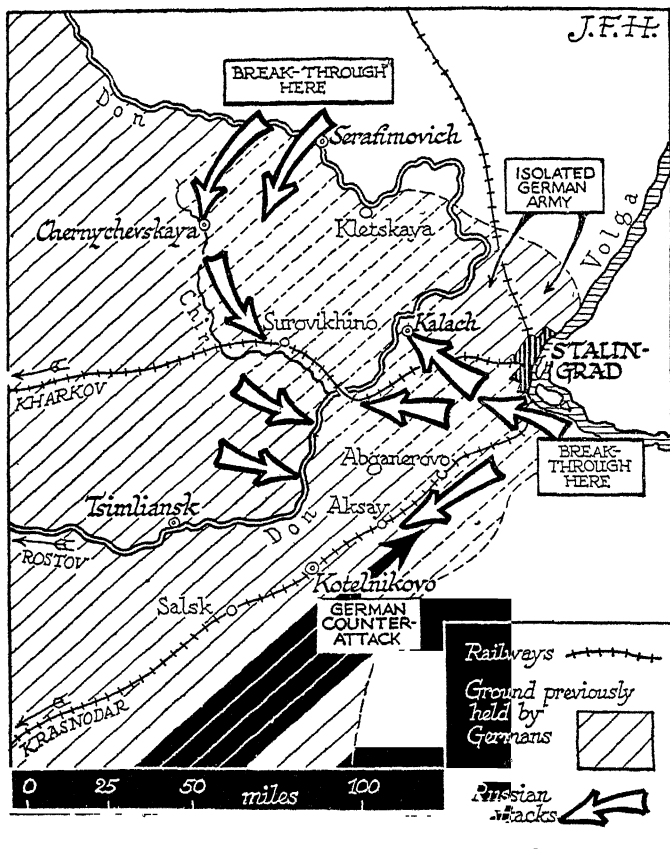 J.F.H.
BREAK-THROUGH
HERE
Don
Serafimovich
ISOLATED
GERMAN
ARMY
Volga
Chernychevskaya
Kletskaya
Chir
Surovikhino
Kalach
STALIN-
GRAD
KHARKOV
BREAK-
THROUGH
HERE
Abganerovo
Tsimliansk
Aksay
Don
ROSTOV
Kotelnikovo
Salsk
GERMAN
COUNTER-
ATTACK
KRASNODAR
Railways
Ground previously
held by
Germans
0 25 50 miles 100
Russian